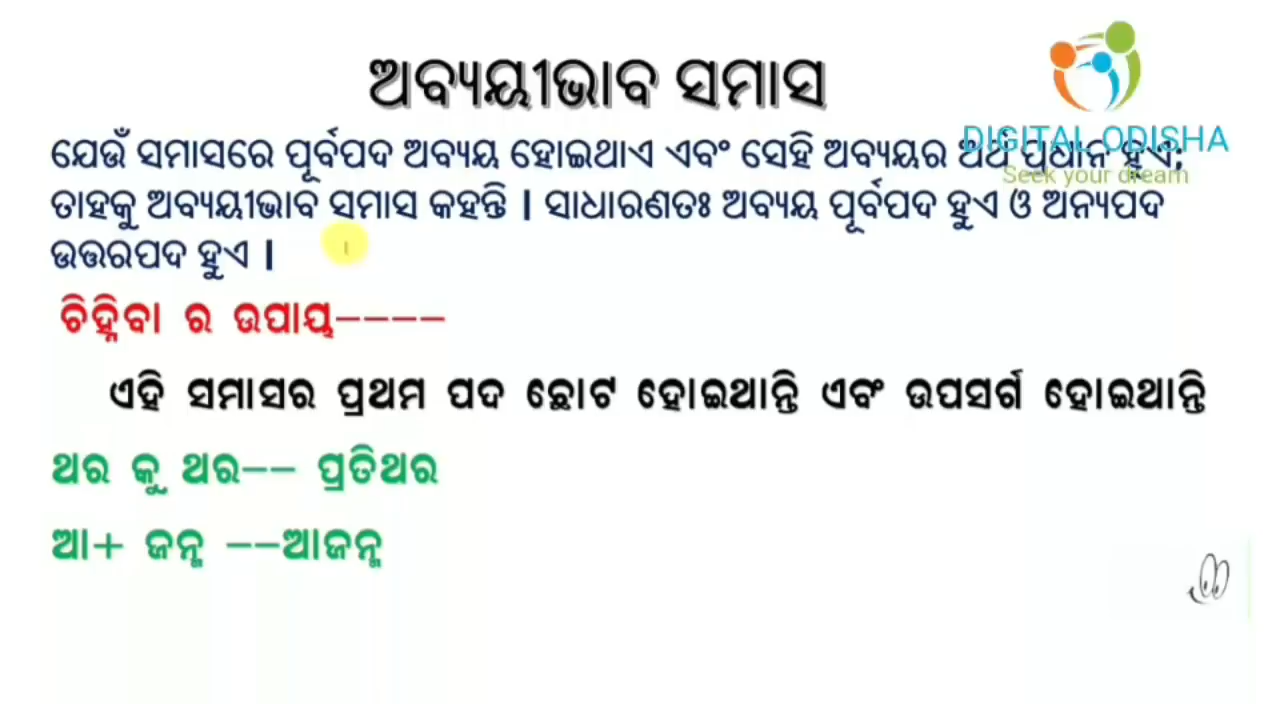 ଅବ୍ୟୟୀଭାବ ସମାସ
DIGITAL ODISHA
Seek your dream
ଯେଉଁ ସମାସରେ ପୂର୍ବପଦ ଅବ୍ୟୟ ହୋଇଥାଏ ଏବଂ ସେହି ଅବ୍ୟୟର ଅର୍ଥ ପ୍ରଧାନ ହୁଏ;
ତାହକୁ ଅବ୍ୟୟୀଭାବ ସମାସ କହନ୍ତି | ସାଧାରଣତଃ ଅବ୍ୟୟ ପୂର୍ବପଦ ହୁଏ ଓ ଅନ୍ୟପଦ
ଉତ୍ତରପଦ ହୁଏ |
ଚିହ୍ନିବା ର ଉପାୟ----
ଏହି ସମାସର ପ୍ରଥମ ପଦ ଛୋଟ ହୋଇଥାନ୍ତି ଏବଂ ଉପସର୍ଗ ହୋଇଥାନ୍ତି
ଥର କୁ ଥର-- ପ୍ରତିଥର
ଆ+ ଜନ୍ମ --ଆଜନ୍ମ